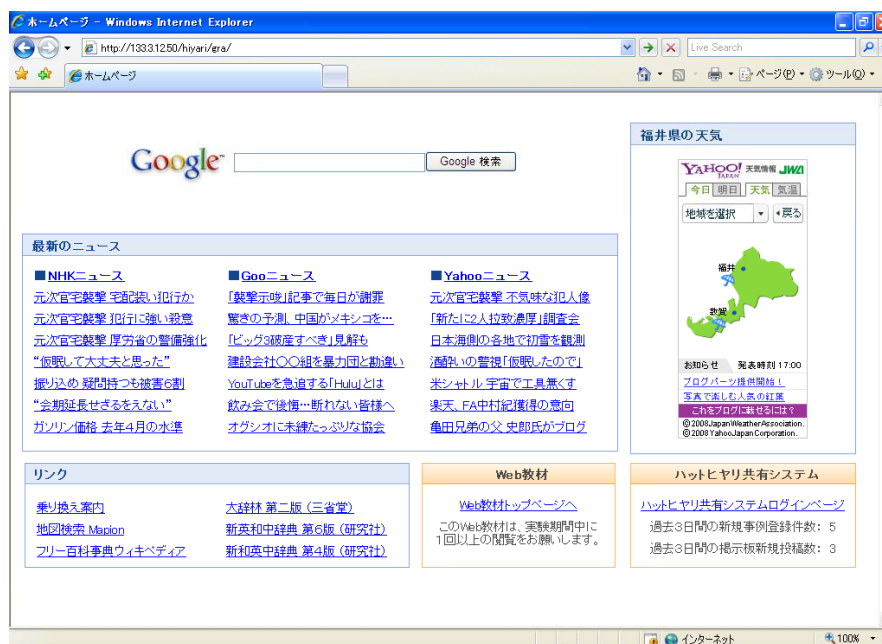 ホームページ - Windows Internet Explorer
http://133.3.12.50/hiyari/gra/
Live Search
ホームページ
ページ(P)
ツール(O)
Google
Google 検索
福井県の天気
YAHOO! JAPAN 天気情報 JWA
今日 明日 天気 気温
地域を選択 戻る
福井
敦賀
お知らせ 発表時刻 17:00
ブログパーツ提供開始!
写真で楽しむ人気の紅葉
これをブログに載せるには?
©2008JapanWeatherAssociation.
©2008YahooJapanCorporation.
最新のニュース
■NHKニュース
元次官宅襲撃 宅配装い犯行か
元次官宅襲撃 犯行に強い殺意
元次官宅襲撃 厚労省の警備強化
“仮眠して大丈夫と思った”
振り込め 疑問持つも被害6割
“会期延長せざるをえない”
ガソリン価格 去年4月の水準
■Gooニュース
「襲撃示唆」記事で毎日が謝罪
驚きの予測、中国がメキシコを…
「ビッグ3破産すべき」見解も
建設会社〇〇組を暴力団と勘違い
YouTubeを急追する「Hulu」とは
飲み会で後悔…断れない皆様へ
オグシオに未練たっぷりな協会
■Yahooニュース
元次官宅襲撃 不気味な犯人像
「新たに2人拉致濃厚」調査会
日本海側の各地で初雪を観測
酒酔いの警視「仮眠したので」
米シャトル 宇宙で工具無くす
楽天、FA中村紀獲得の意向
亀田兄弟の父 史郎氏がブログ
リンク
乗り換え案内
地図検索 Mapion
フリー百科事典ウィキペディア
大辞林 第二版 (三省堂)
新英和中辞典 第6版 (研究社)
新和英中辞典 第4版 (研究社)
Web教材
Web教材トップページへ
このWeb教材は、実験期間中に
1回以上の閲覧をお願いします。
ハットヒヤリ共有システム
ハットヒヤリ共有システムログインページ
過去3日間の新規事例登録件数: 5
過去3日間の掲示板新規投稿数: 3
インターネット
100%